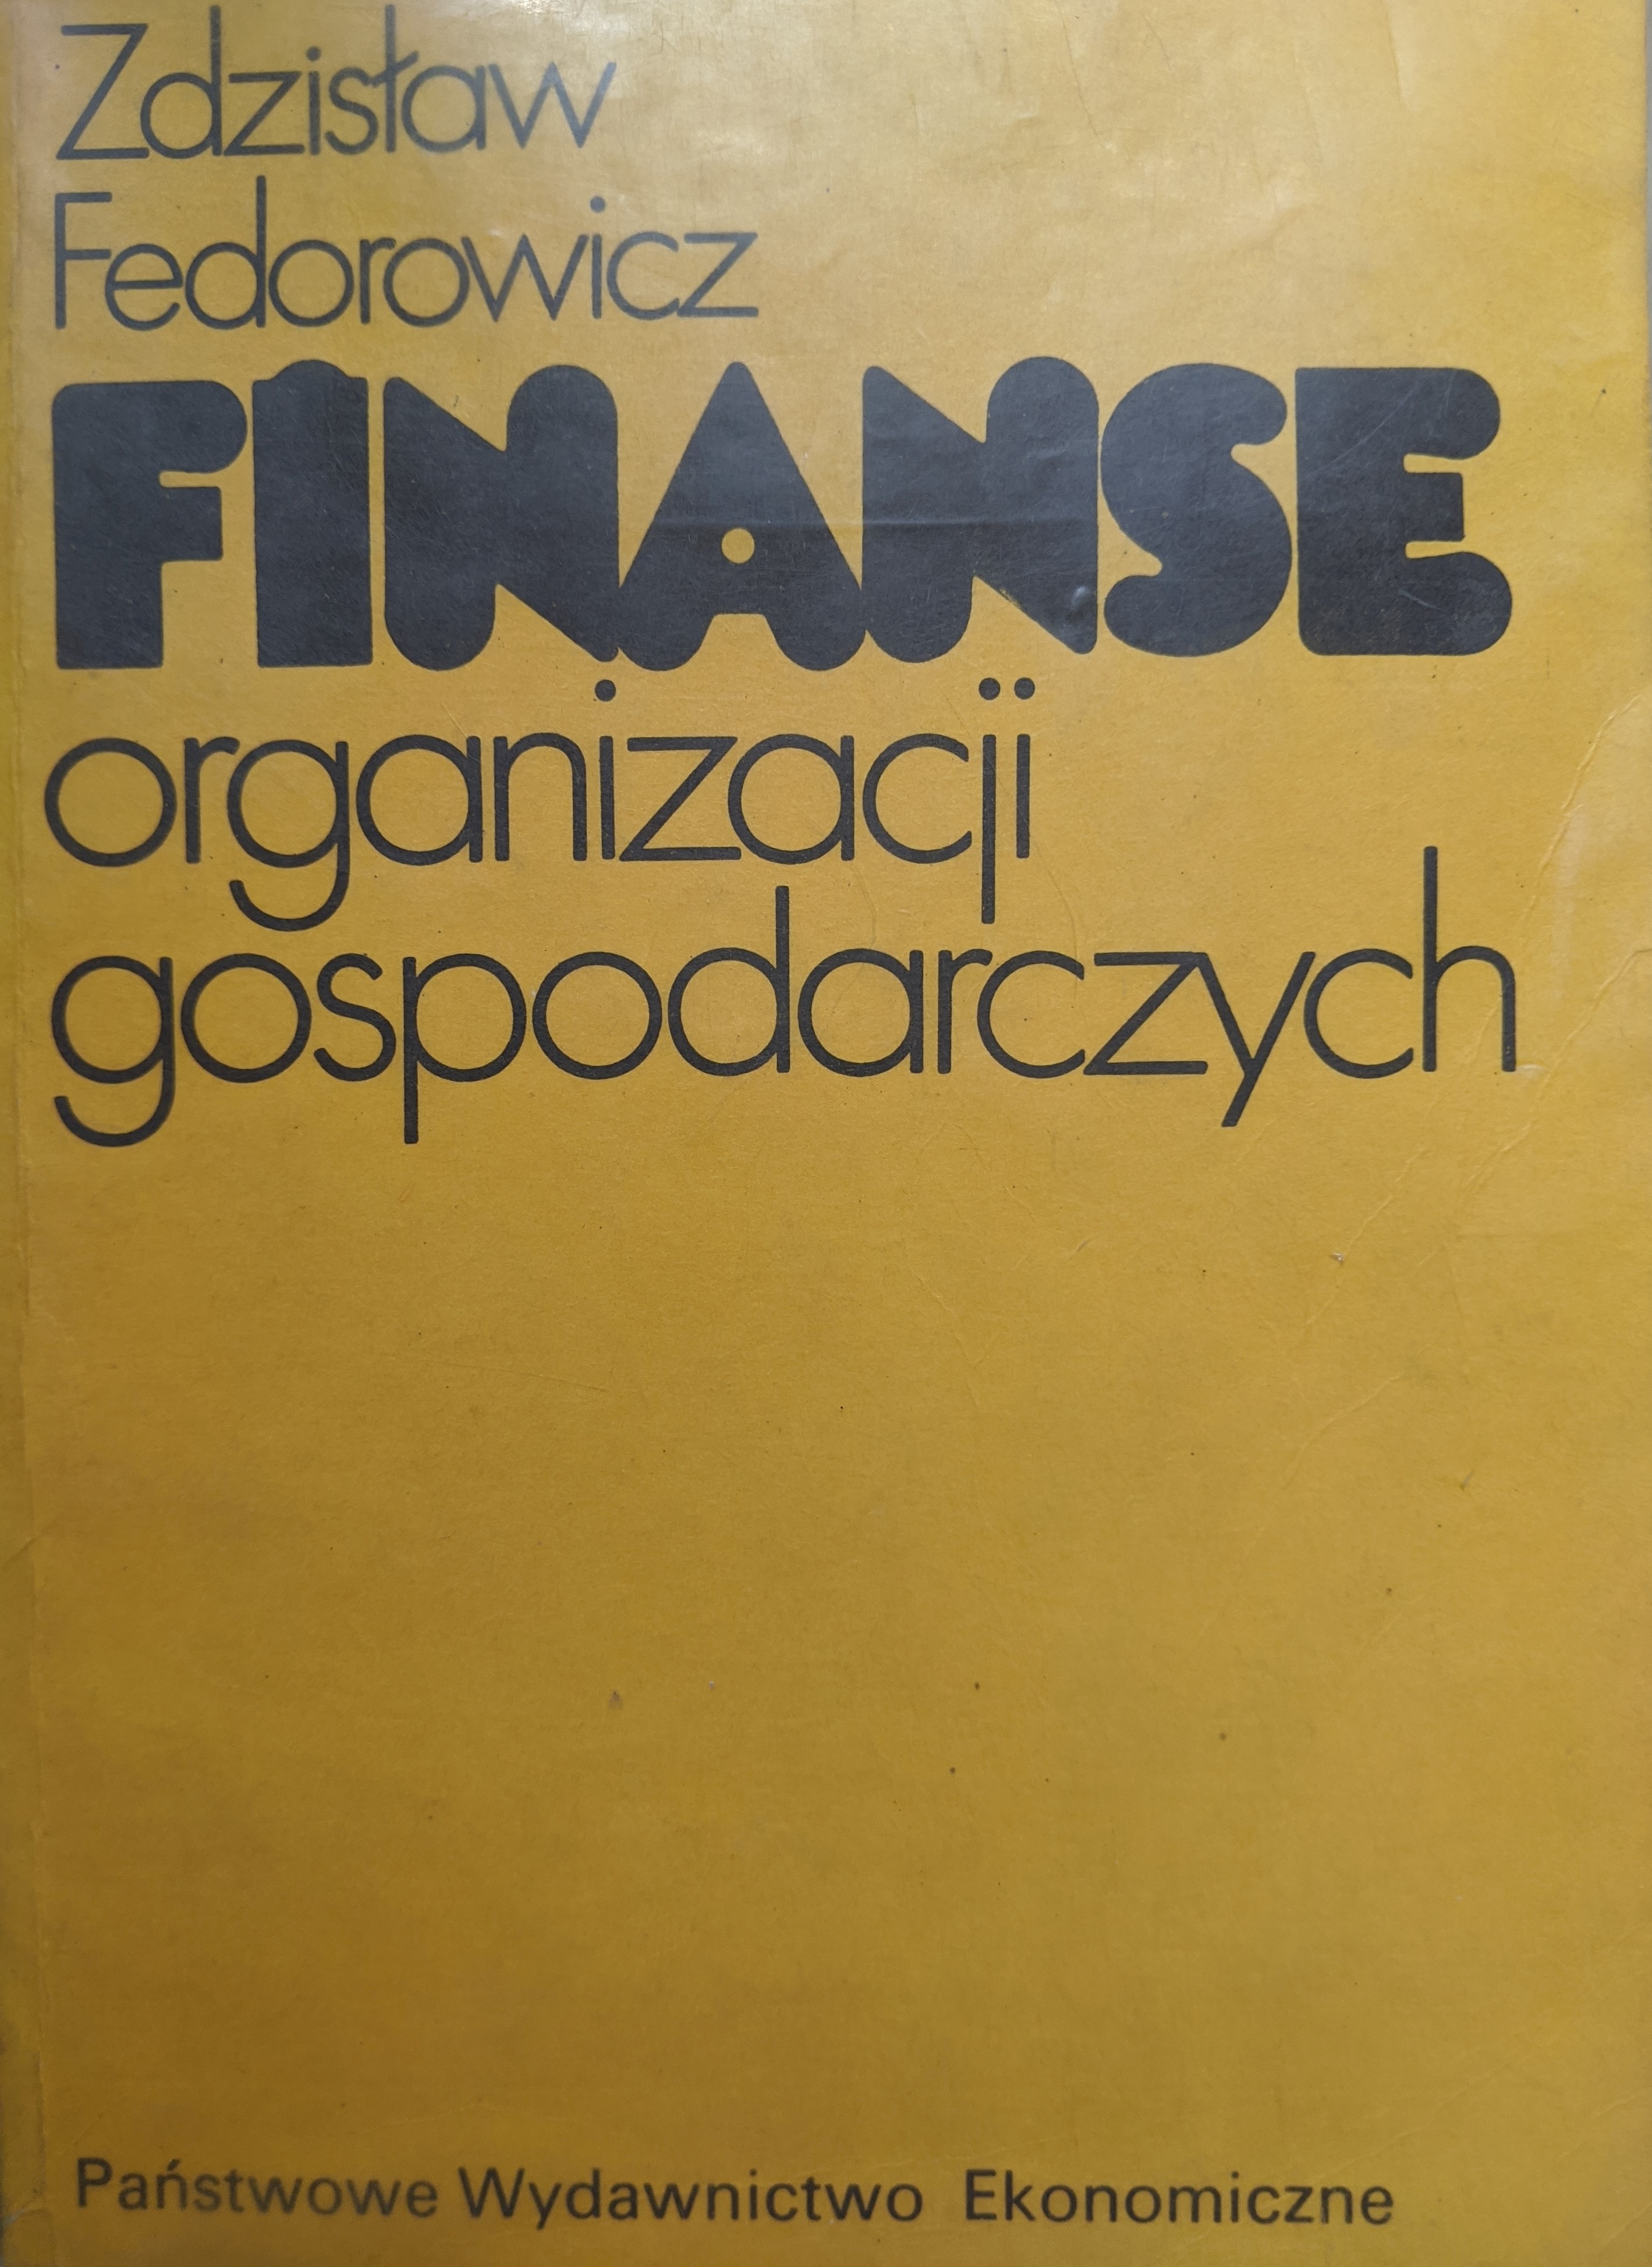 Zdzisław
Fedorowicz
FINANSE
organizacji
gospodarczych
Państwowe Wydawnictwo Ekonomiczne